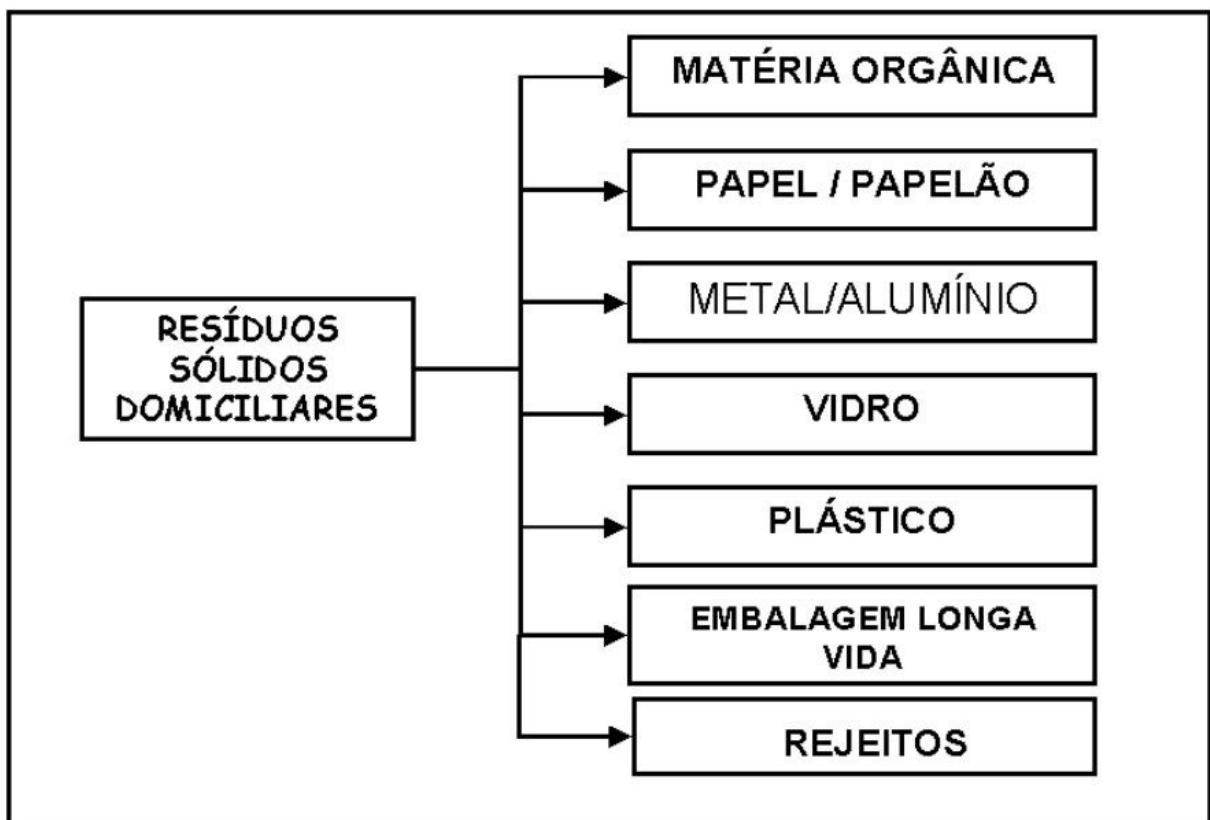 MATÉRIA ORGÂNICA
PAPEL / PAPELÃO
METAL/ALUMÍNIO
RESÍDUOS
SÓLIDOS
DOMICILIARES
VIDRO
PLÁSTICO
EMBALAGEM LONGA
VIDA
REJEITOS